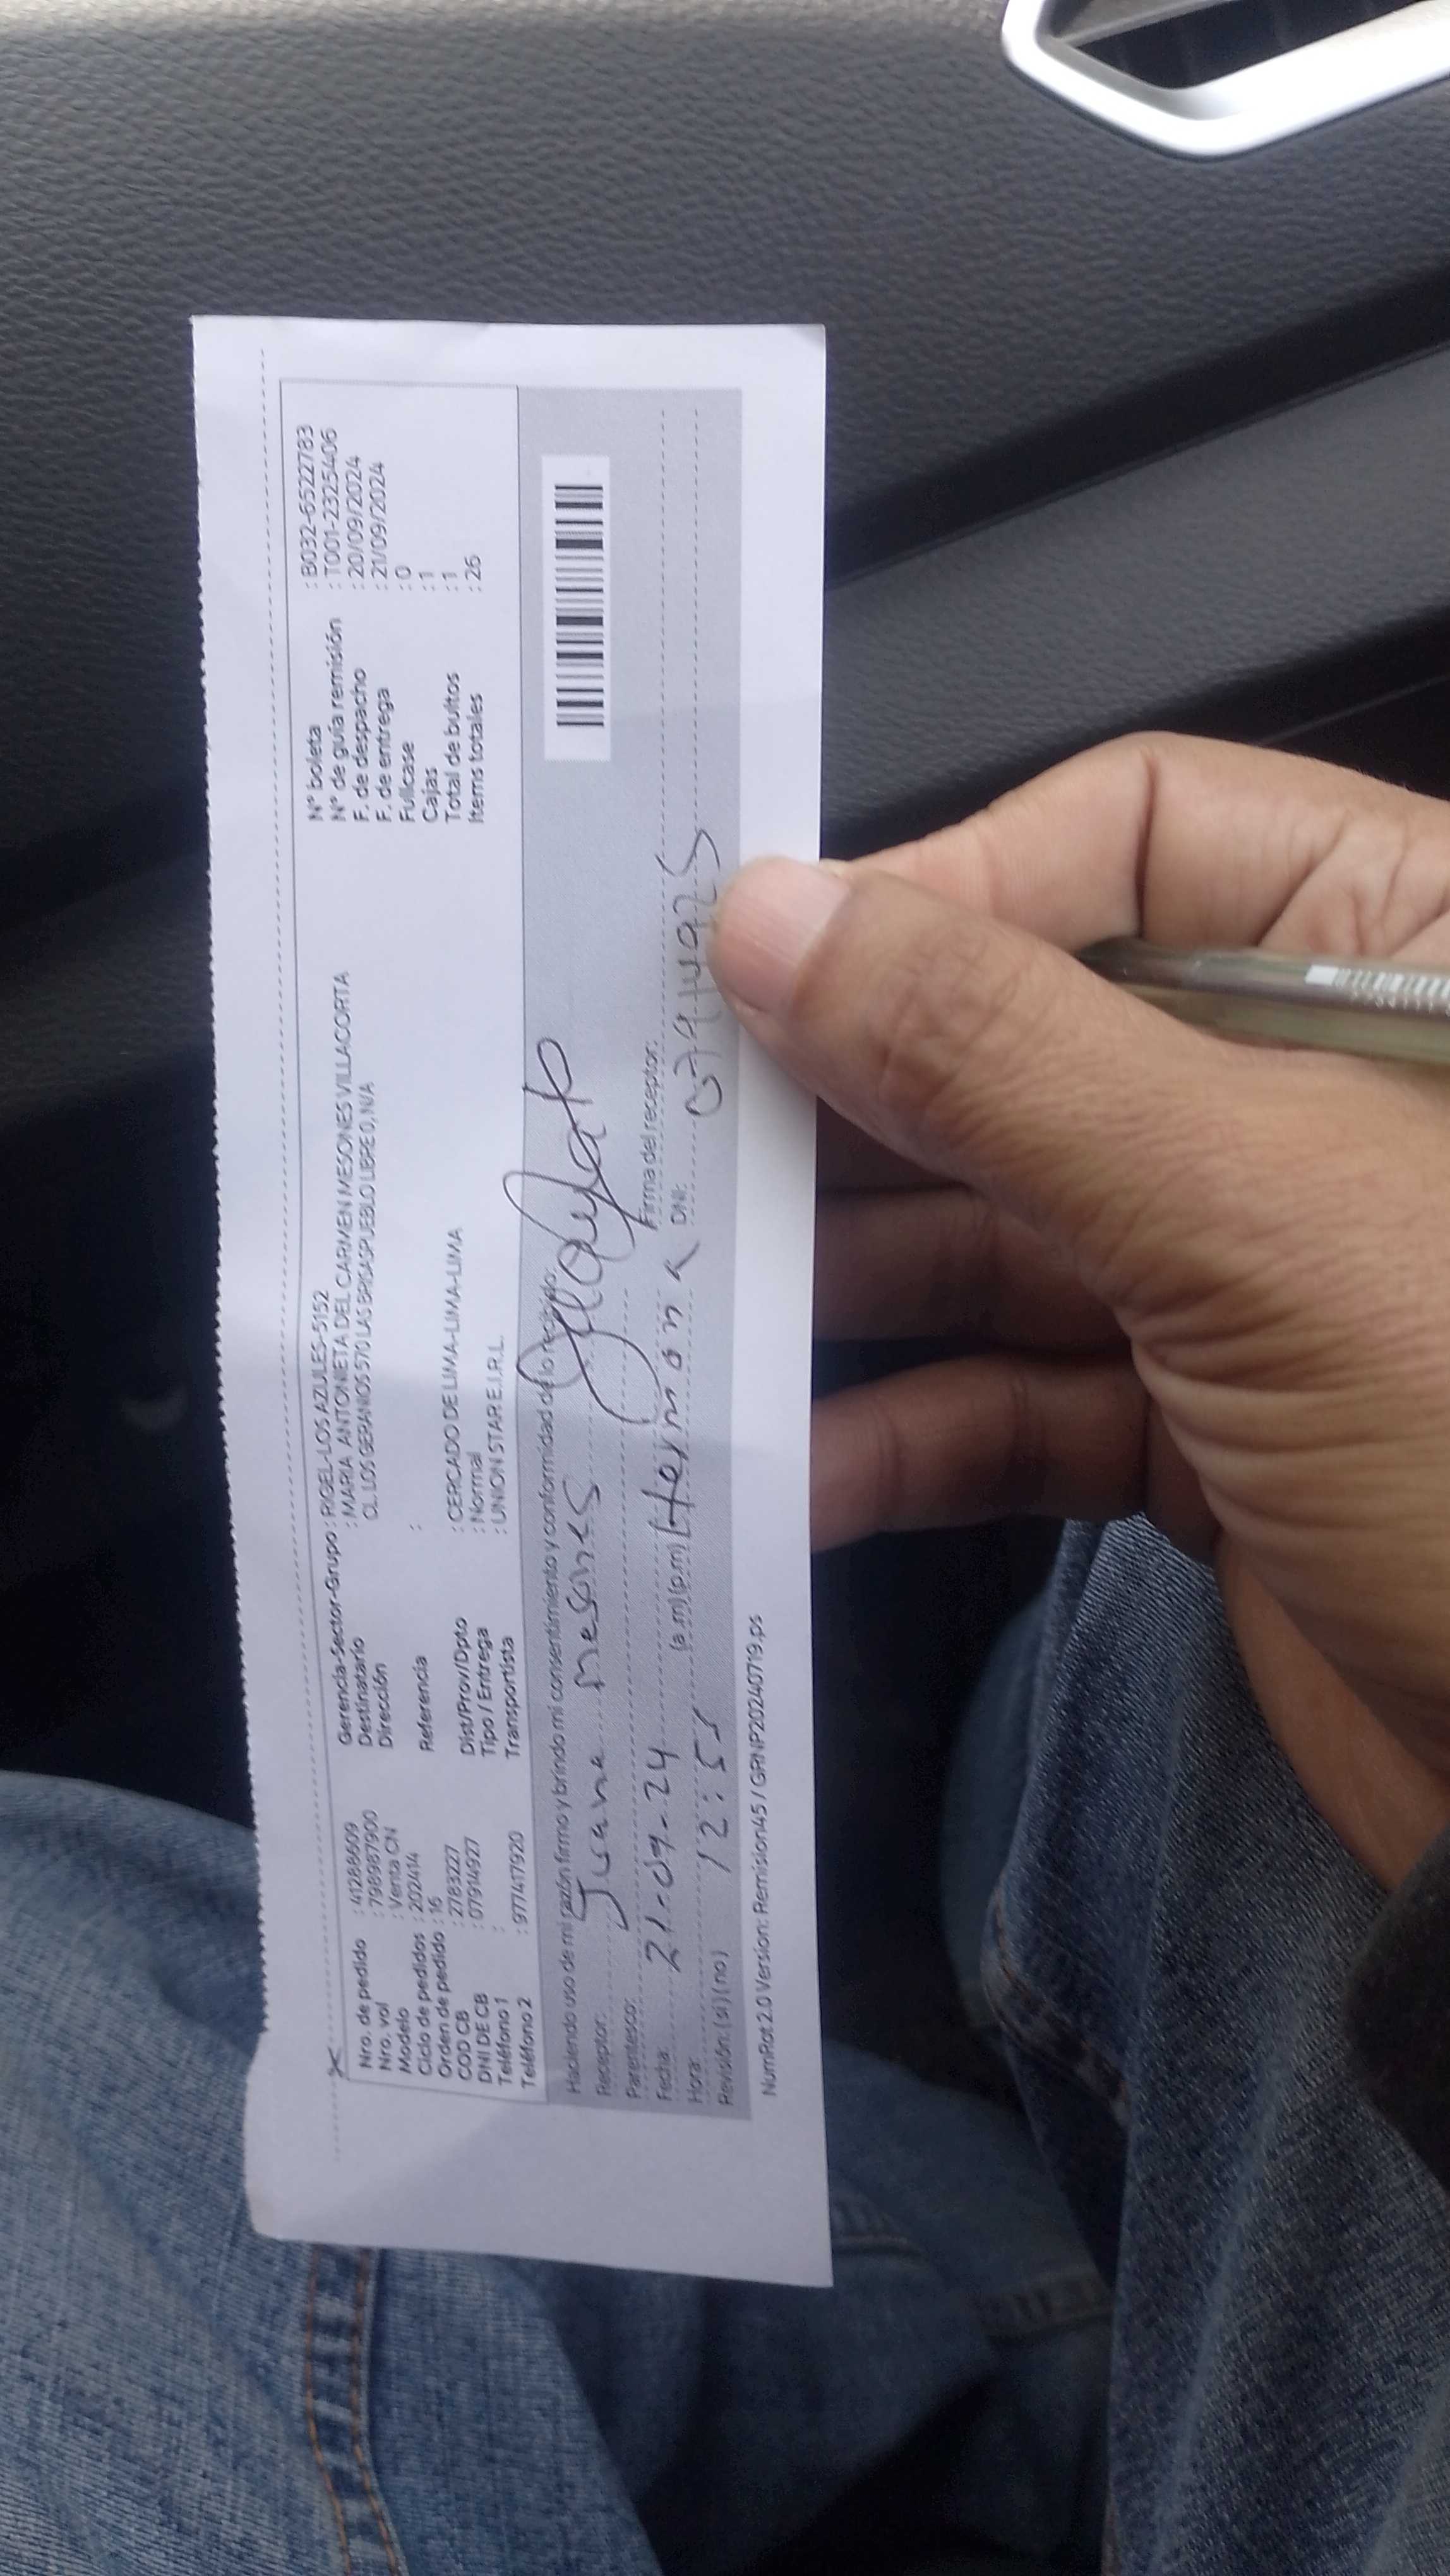 Nro. de pedido : 41288809
Nro. vol : 798987900
Modelo : Venta CN
Ciclo de pedidos : 202414
Orden de pedido : 16
COD CB : 2783227
DNI DE CB : 07914927
Teléfono 1 :
Teléfono 2 : 977417920
Gerencia-Sector-Grupo : RIGEL-LOS AZULES-5152
Destinatario : MARIA ANTONIETA DEL CARMEN MESONES VILLACORTA
Dirección CL LOS GERANIOS 570 LAS BRISASPUEBLO LIBRE 0, N/A
Referencia :
Dist/Prov/Dpto : CERCADO DE LIMA-LIMA-LIMA
Tipo / Entrega : Normal
Transportista : UNION STAR E.I.R.L.
N° boleta : B032-6522783
N° de guía remisión : T001-2325406
F. de despacho : 20/09/2024
F. de entrega : 21/09/2024
Fullcase : 0
Cajas : 1
Total de bultos : 1
Items totales : 26
Haciendo uso de mi razón firmo y brindo mi consentimiento y conformidad de lo recibido.
Receptor: Juana mesones
Parentesco:
Fecha: 21-09-24
Hora: 12:55 (a.m) (p.m) Hermana
Revisión: (si) (no)
Firma del receptor:
DNI: 07914925
NumRot 2.0 Version: Remision45 / GRNP20240719.ps